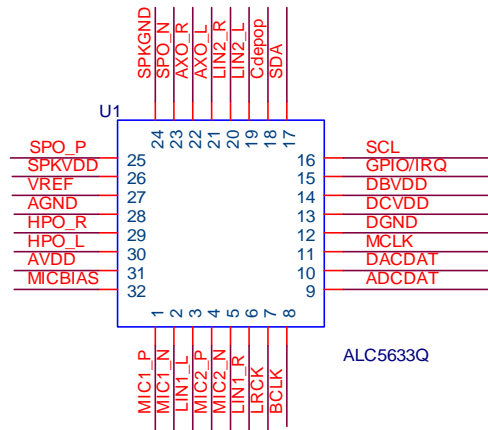 SPKGND
SPO_N
AXO_R
AXO_L
LIN2_R
LIN2_L
Cdepop
SDA
U1
24
23
22
21
20
19
18
17
SPO_P 25
SPKVDD 26
VREF 27
AGND 28
HPO_R 29
HPO_L 30
AVDD 31
MICBIAS 32
16 SCL
15 GPIO/IRQ
14 DBVDD
13 DCVDD
12 DGND
11 MCLK
10 DACDAT
9 ADCDAT
1
2
3
4
5
6
7
8
MIC1_P
MIC1_N
LIN1_L
MIC2_P
MIC2_N
LIN1_R
LRCK
BCLK
ALC5633Q